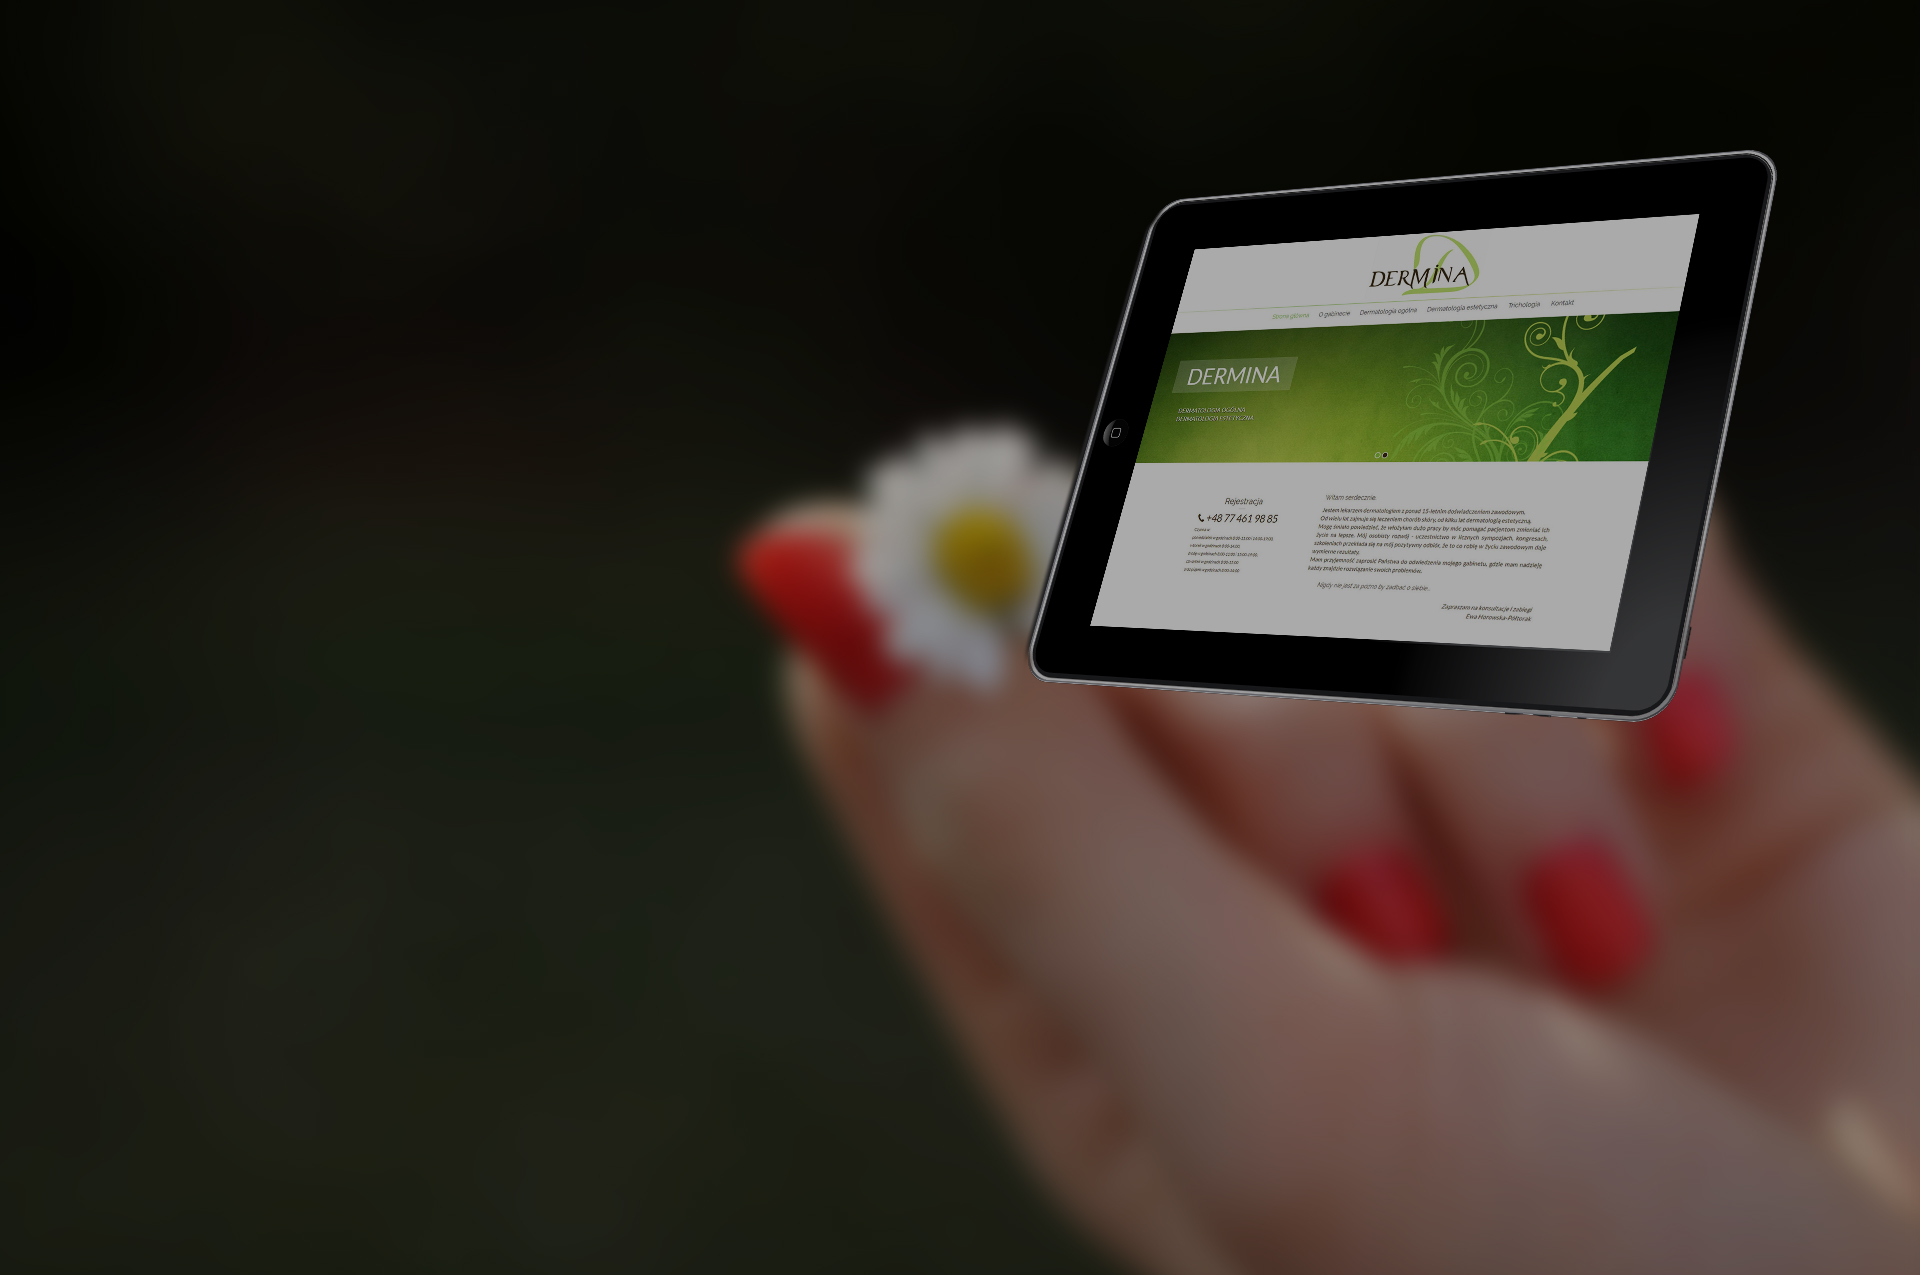 DERMiNA
Strona główna O gabinecie Dermatologia ogólna Dermatologia estetyczna Trichologia Kontakt
DERMINA
DERMATOLOGIA OGÓLNA
DERMATOLOGIA ESTETYCZNA
Rejestracja
+48 77 461 98 85
Witam serdecznie
Jestem lekarzem dermatologiem z ponad 15-letnim doświadczeniem zawodowym.
Od wielu lat zajmuję się leczeniem chorób skóry, od kilku lat dermatologią estetyczną.
Mogę śmiało powiedzieć, że włożyłam dużo pracy by móc pomagać pacjentom zmieniać ich
życie na lepsze. Mój osobisty rozwój - uczestnictwo w licznych sympozjach, kongresach,
szkoleniach przekłada się na mój pozytywny odbiór, że to co robię w życiu zawodowym daje
wymierne rezultaty.
Mam przyjemność zaprosić Państwa do odwiedzenia mojego gabinetu, gdzie mam nadzieję
każdy znajdzie rozwiązanie swoich problemów.
Nigdy nie jest za późno by zadbać o siebie..
Zapraszam na konsultacje i zabiegi
Ewa Horowska-Półtorak